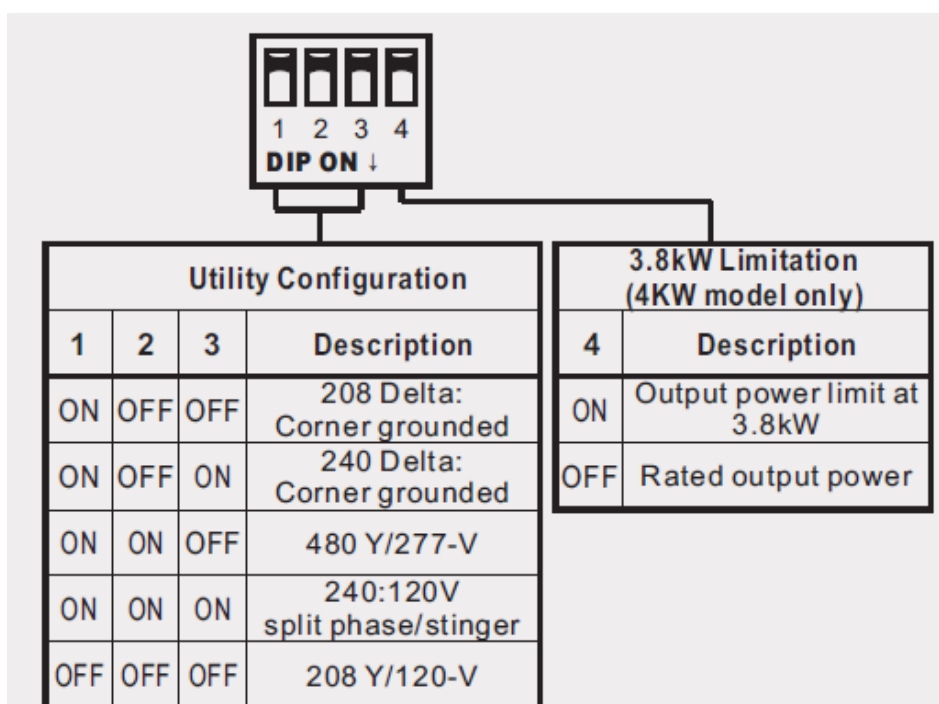 1 2 3 4
DIP ON ↓
Utility Configuration
1 2 3 Description
ON OFF OFF 208 Delta:
Corner grounded
ON OFF ON 240 Delta:
Corner grounded
ON ON OFF 480 Y/277-V
ON ON ON 240:120V
split phase/stinger
OFF OFF OFF 208 Y/120-V
3.8kW Limitation
(4KW model only)
4 Description
ON Output power limit at
3.8kW
OFF Rated output power